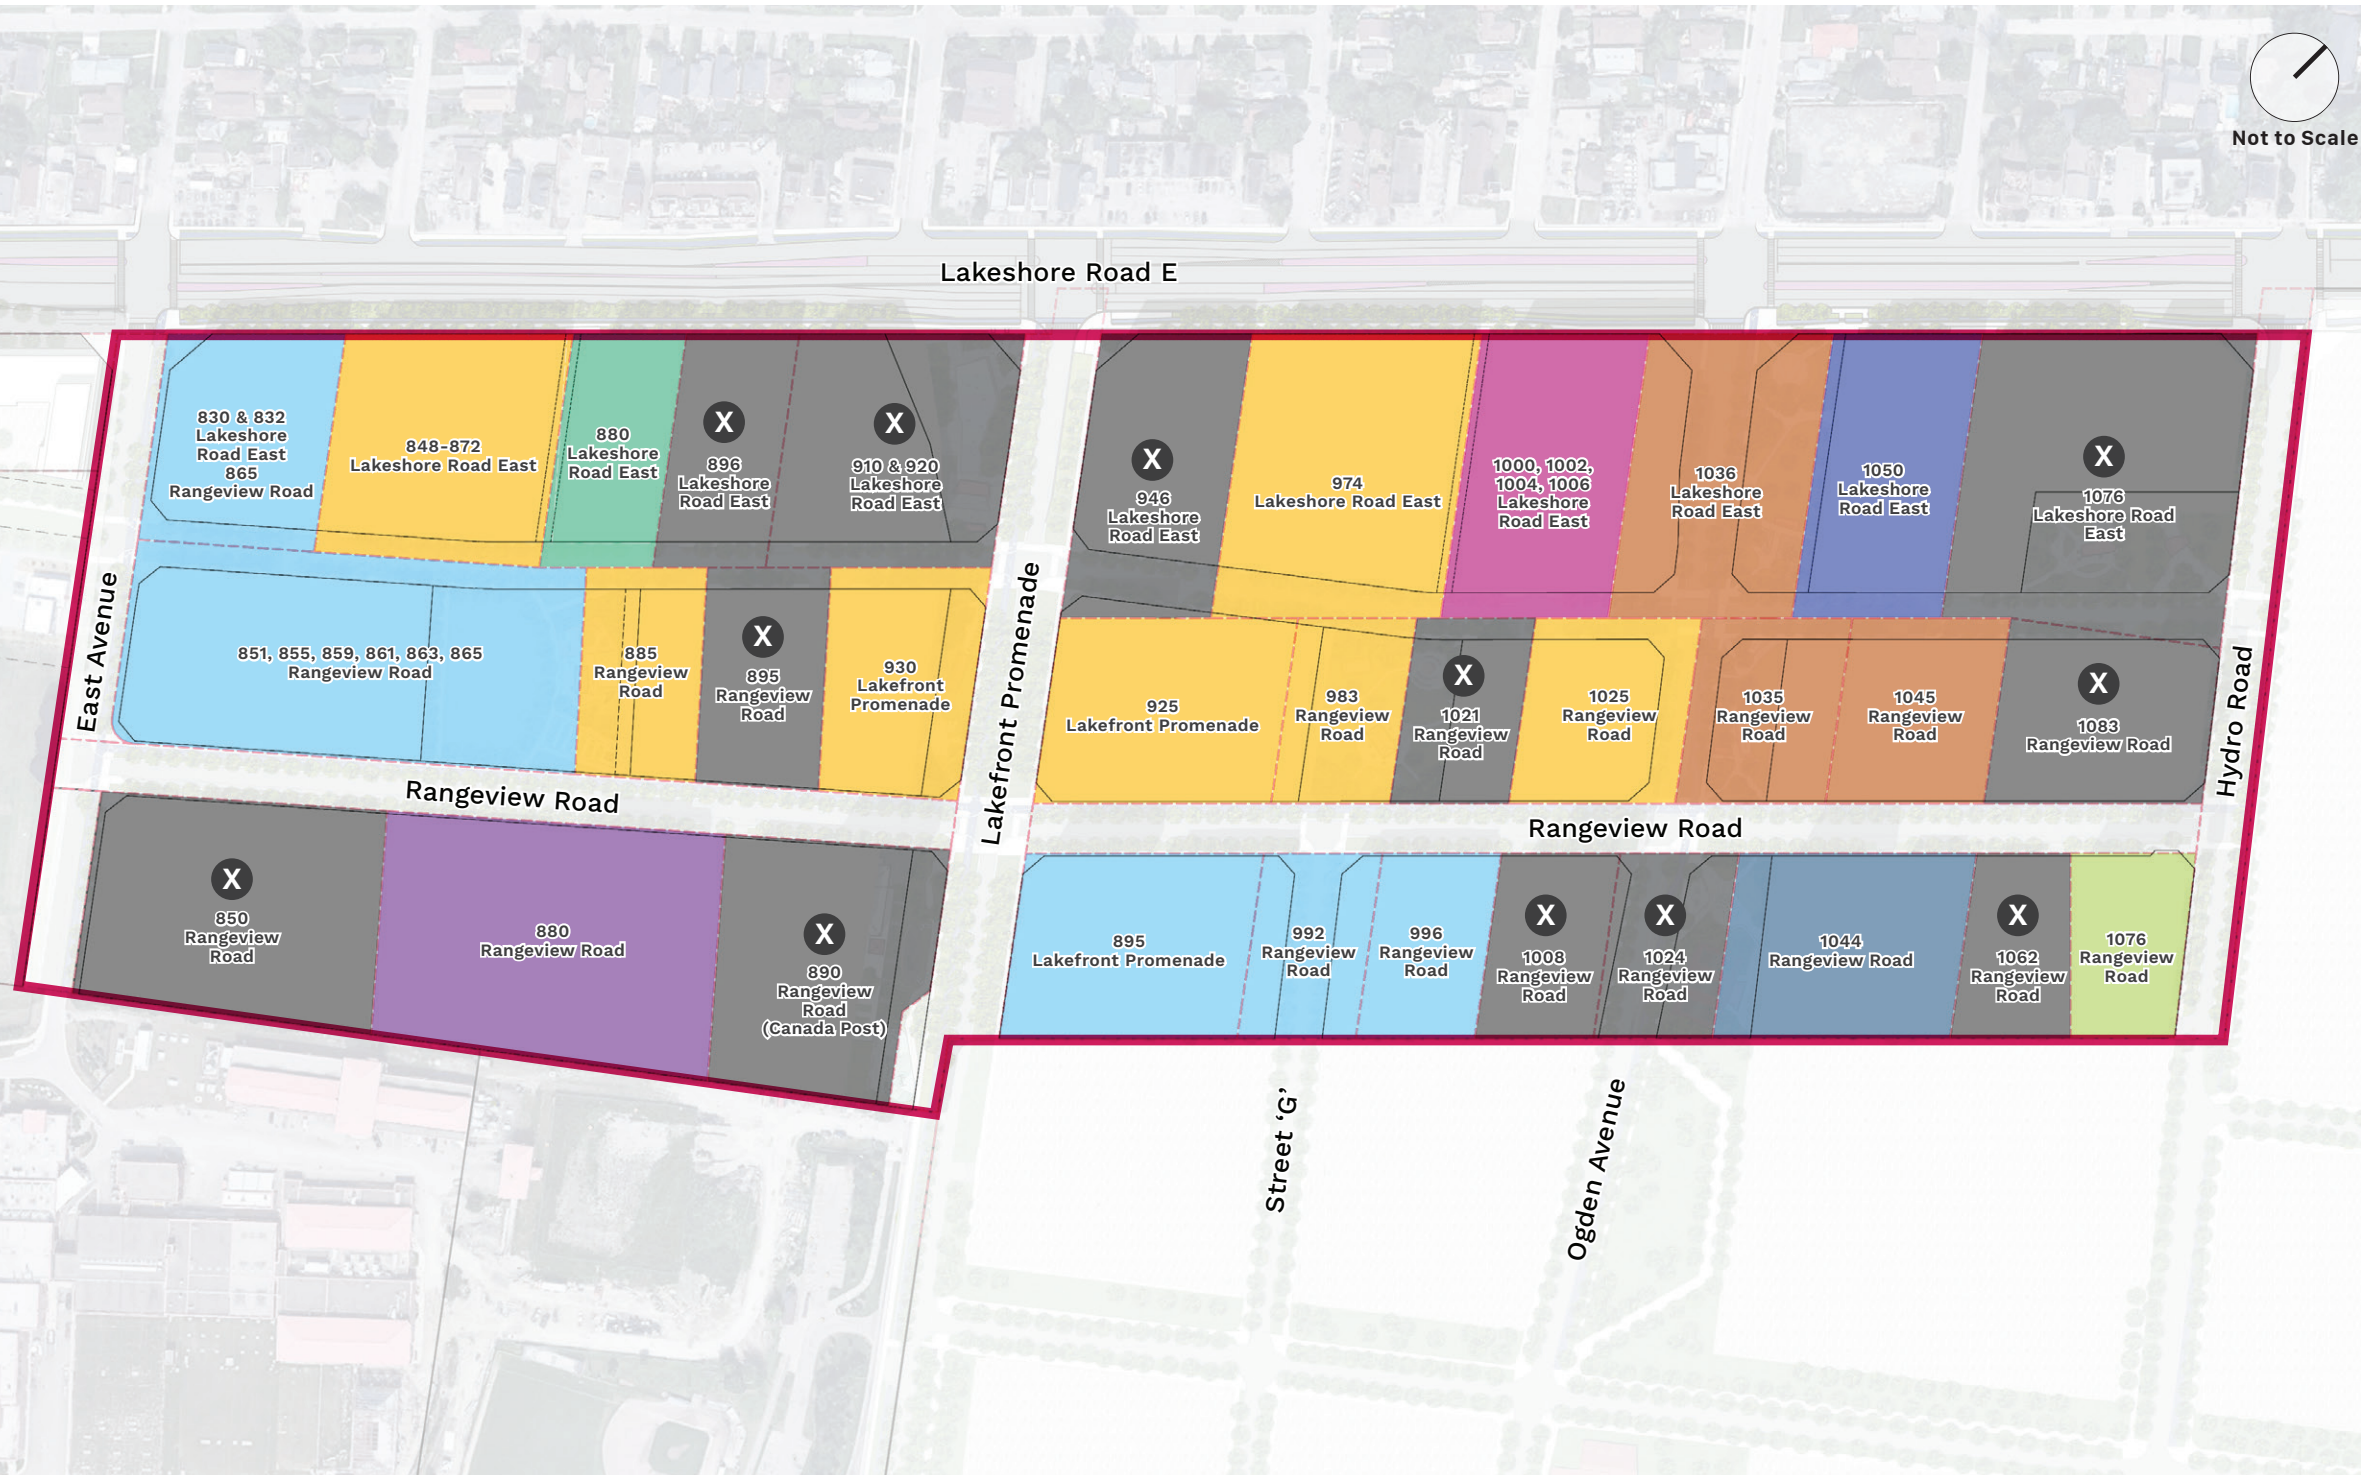 Not to Scale
Lakeshore Road E
830 & 832
Lakeshore
Road East
865
Rangeview Road
848-872
Lakeshore Road East
880
Lakeshore
Road East
X
896
Lakeshore
Road East
X
910 & 920
Lakeshore
Road East
X
946
Lakeshore
Road East
974
Lakeshore Road East
1000, 1002,
1004, 1006
Lakeshore
Road East
1036
Lakeshore
Road East
1050
Lakeshore
Road East
X
1076
Lakeshore Road
East
East Avenue
851, 855, 859, 861, 863, 865
Rangeview Road
885
Rangeview
Road
X
895
Rangeview
Road
930
Lakefront
Promenade
Lakefront Promenade
925
Lakefront Promenade
983
Rangeview
Road
X
1021
Rangeview
Road
1025
Rangeview
Road
1035
Rangeview
Road
1045
Rangeview
Road
X
1083
Rangeview Road
Hydro Road
Rangeview Road
Rangeview Road
X
850
Rangeview
Road
880
Rangeview Road
X
890
Rangeview
Road
(Canada Post)
895
Lakefront Promenade
992
Rangeview
Road
996
Rangeview
Road
X
1008
Rangeview
Road
X
1024
Rangeview
Road
1044
Rangeview Road
X
1062
Rangeview
Road
1076
Rangeview
Road
Street ‘G’
Ogden Avenue